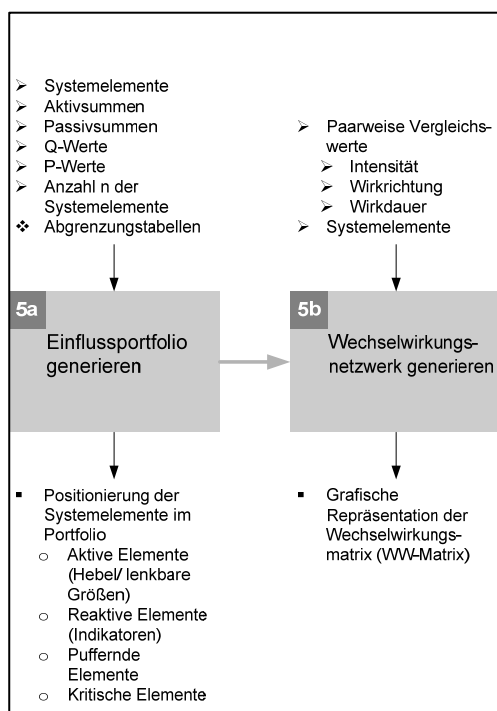 Systemelemente
Aktivsummen
Passivsummen
Q-Werte
P-Werte
Anzahl n der
Systemelemente
Abgrenzungstabellen
5a
Einflussportfolio
generieren
Positionierung der
Systemelemente im
Portfolio
Aktive Elemente
(Hebel/ lenkbare
Größen)
Reaktive Elemente
(Indikatoren)
Puffernde
Elemente
Kritische Elemente
Paarweise Vergleichs-
werte
Intensität
Wirkrichtung
Wirkdauer
Systemelemente
5b
Wechselwirkungs-
netzwerk generieren
Grafische
Repräsentation der
Wechselwirkungs-
matrix (WW-Matrix)